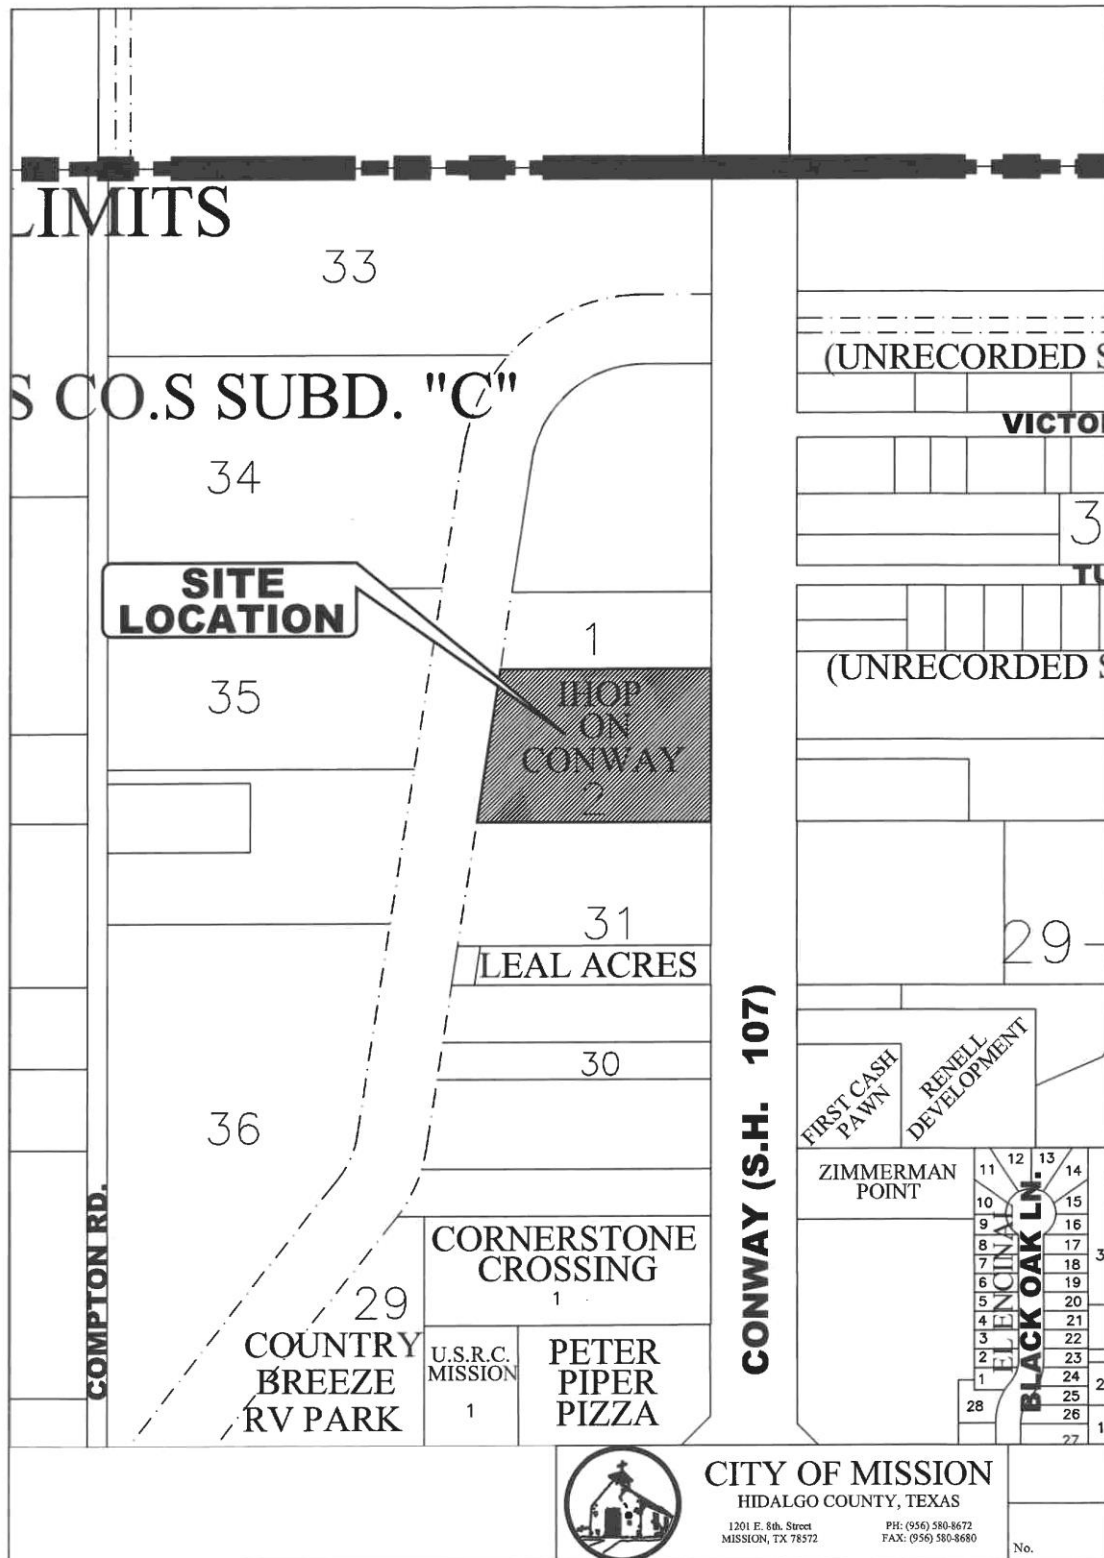 LIMITS
33
(UNRECORDED S
S CO.S SUBD. "C"
VICTO
34
3
SITE
LOCATION
TU
1
(UNRECORDED S
35
IHOP
ON
CONWAY
2
31
29-
LEAL ACRES
CONWAY (S.H. 107)
30
FIRST CASH
PAWN
RENELL
DEVELOPMENT
36
ZIMMERMAN
POINT
COMPTON RD.
11
12
13
14
10
15
9
16
8
17
7
18
6
19
5
20
4
21
3
22
2
23
1
24
25
28
26
27
EL ENCINAL
BLACK OAK LN.
3
2
1
CORNERSTONE
CROSSING
1
29
COUNTRY
BREEZE
RV PARK
U.S.R.C.
MISSION
1
PETER
PIPER
PIZZA
CITY OF MISSION
HIDALGO COUNTY, TEXAS
1201 E. 8th. Street
MISSION, TX 78572
PH: (956) 580-8672
FAX: (956) 580-8680
No.